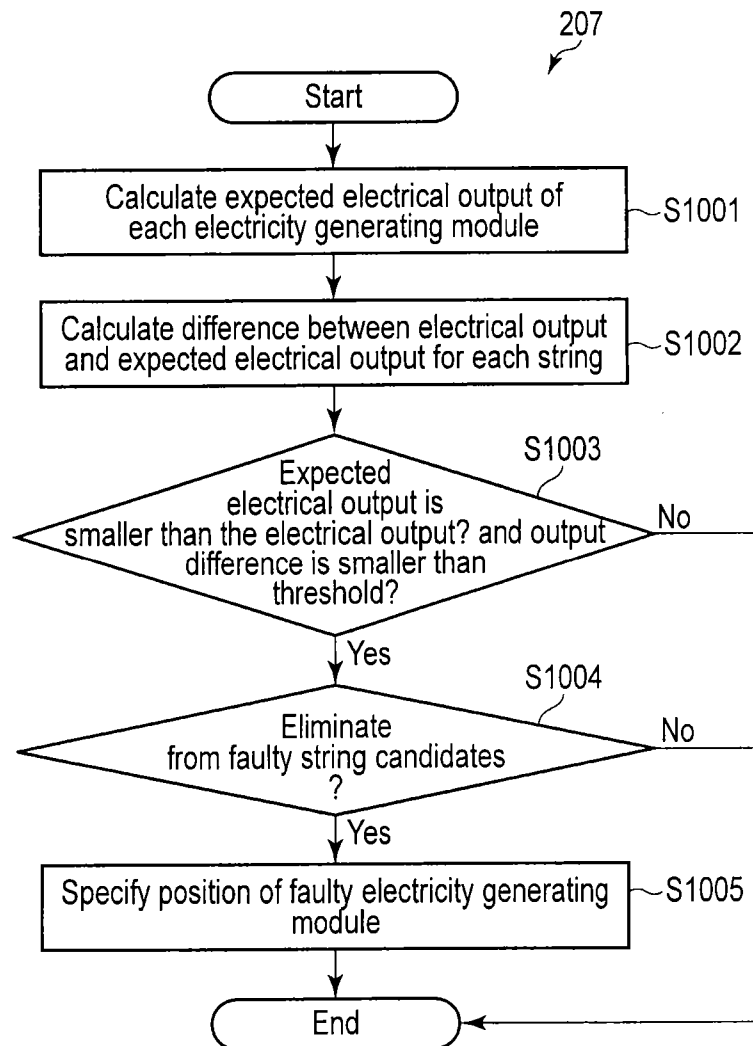 207
Start
Calculate expected electrical output of
each electricity generating module
S1001
Calculate difference between electrical output
and expected electrical output for each string
S1002
S1003
Expected
electrical output is
smaller than the electrical output? and output
difference is smaller than
threshold?
No
Yes
S1004
Eliminate
from faulty string candidates
?
No
Yes
Specify position of faulty electricity generating
module
S1005
End